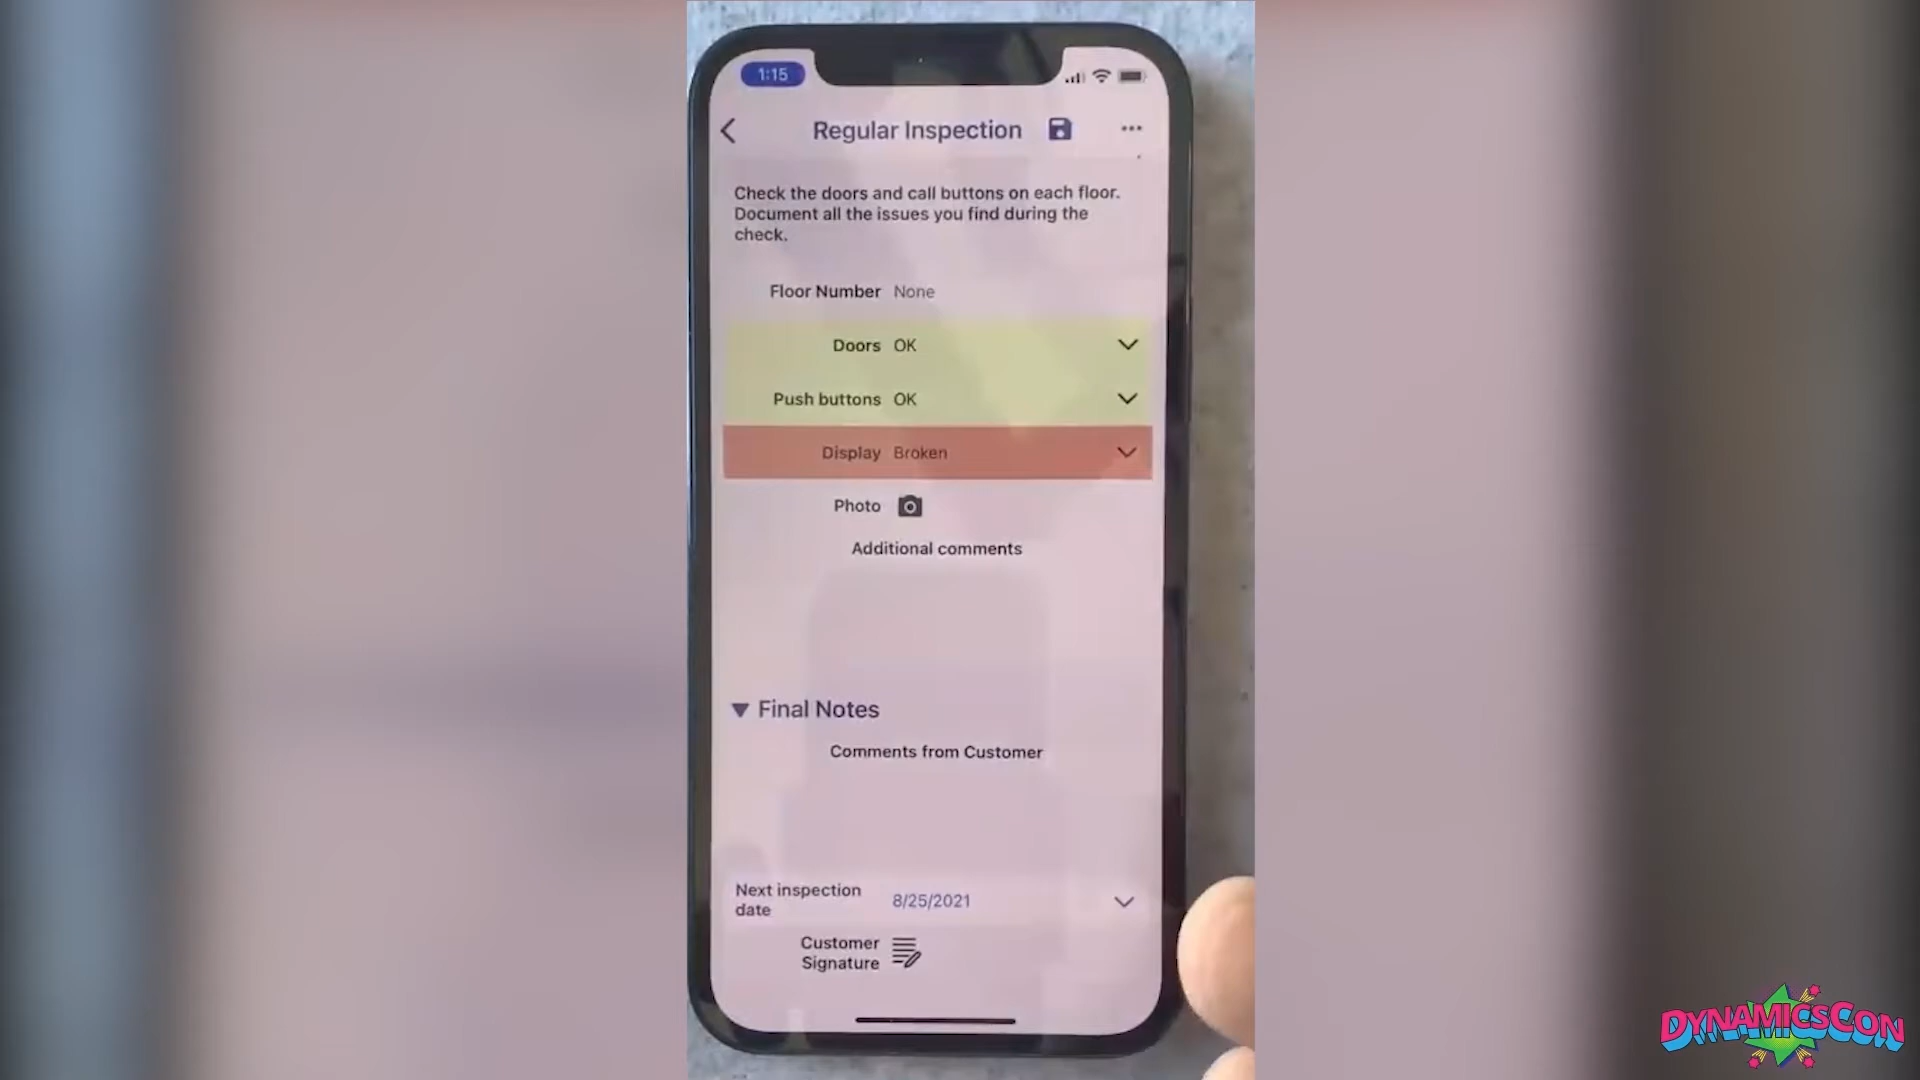 1:15
Regular Inspection
Check the doors and call buttons on each floor.
Document all the issues you find during the
check.
Floor Number None
Doors OK
Push buttons OK
Display Broken
Photo
Additional comments
Final Notes
Comments from Customer
Next inspection
date
8/25/2021
Customer
Signature
DYNAMICSCON